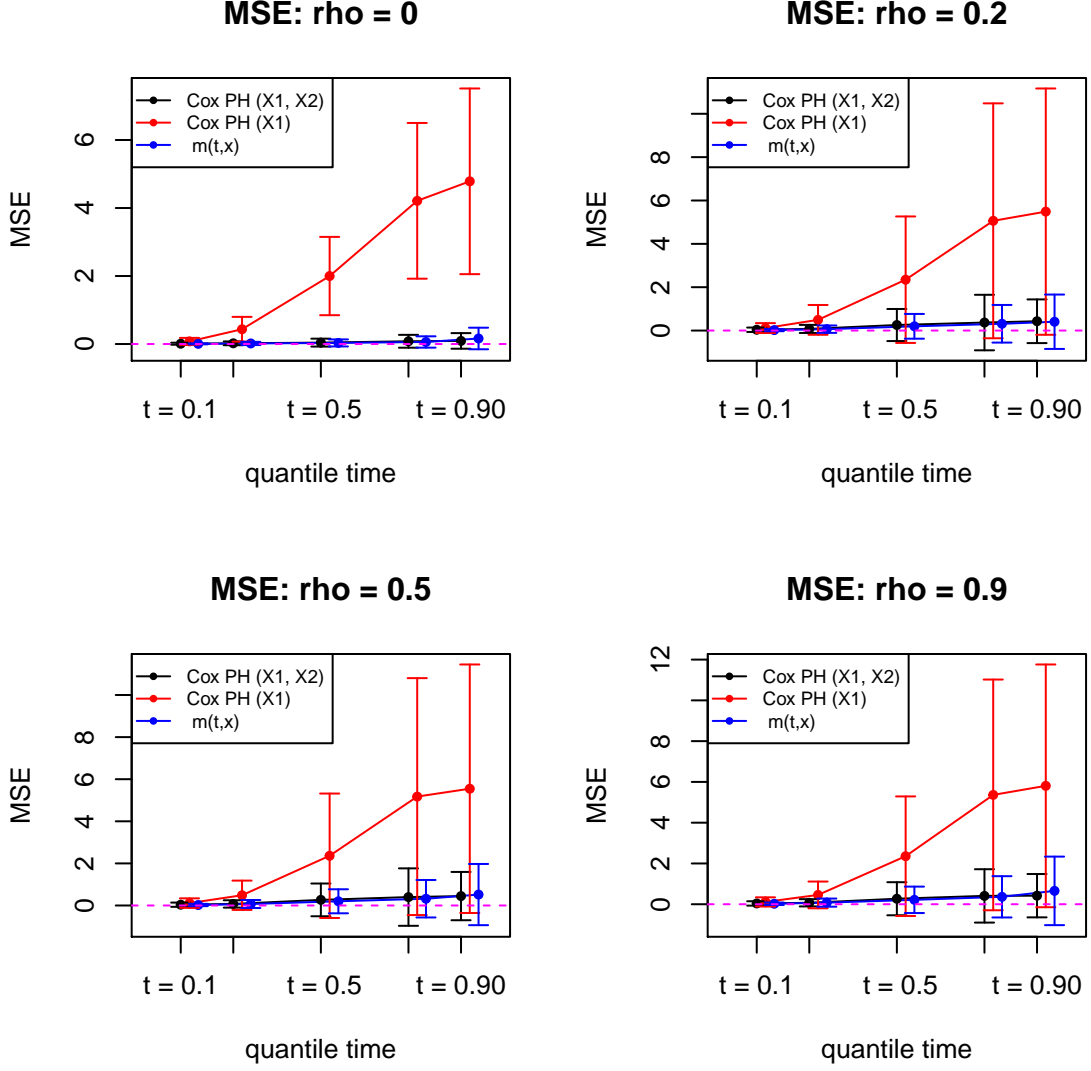 MSE: rho = 0
MSE
6
4
2
0
Cox PH (X1, X2)
Cox PH (X1)
m(t,x)
t = 0.1 t = 0.5 t = 0.90
quantile time
MSE: rho = 0.2
MSE
8
6
4
2
0
Cox PH (X1, X2)
Cox PH (X1)
m(t,x)
t = 0.1 t = 0.5 t = 0.90
quantile time
MSE: rho = 0.5
MSE
8
6
4
2
0
Cox PH (X1, X2)
Cox PH (X1)
m(t,x)
t = 0.1 t = 0.5 t = 0.90
quantile time
MSE: rho = 0.9
MSE
12
8
6
4
2
0
Cox PH (X1, X2)
Cox PH (X1)
m(t,x)
t = 0.1 t = 0.5 t = 0.90
quantile time